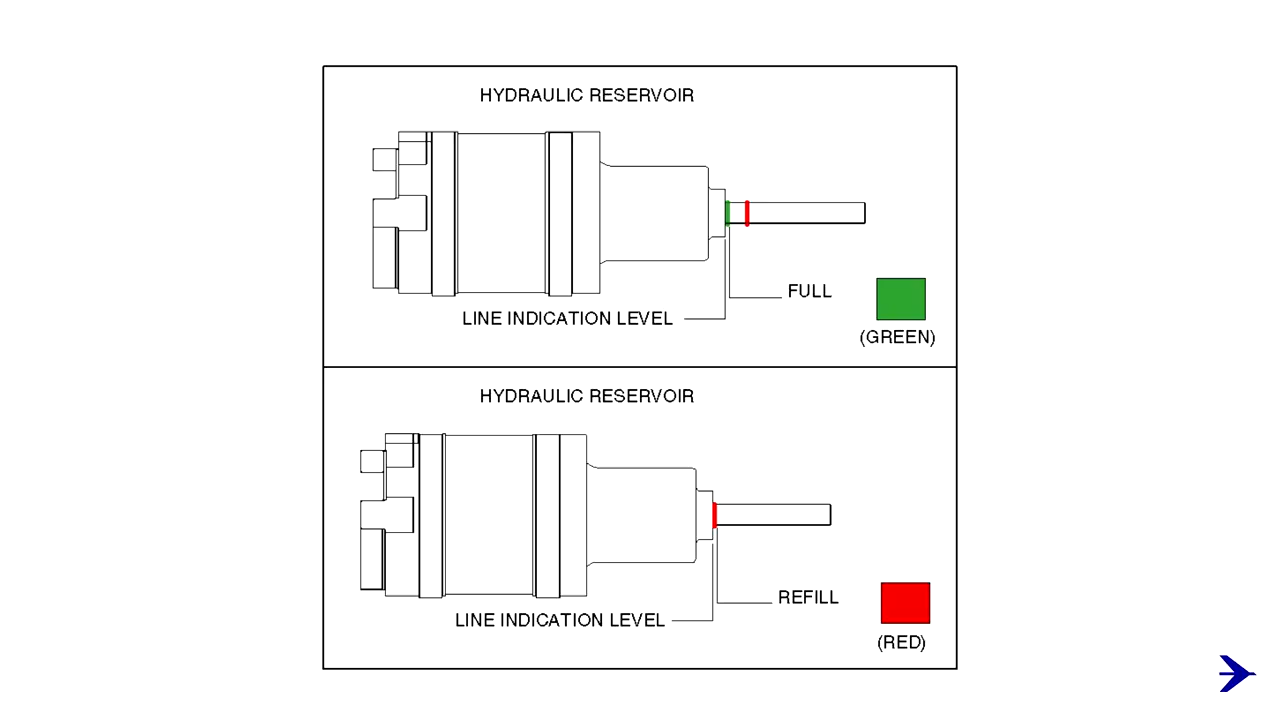 HYDRAULIC RESERVOIR
FULL
LINE INDICATION LEVEL
(GREEN)
HYDRAULIC RESERVOIR
REFILL
LINE INDICATION LEVEL
(RED)